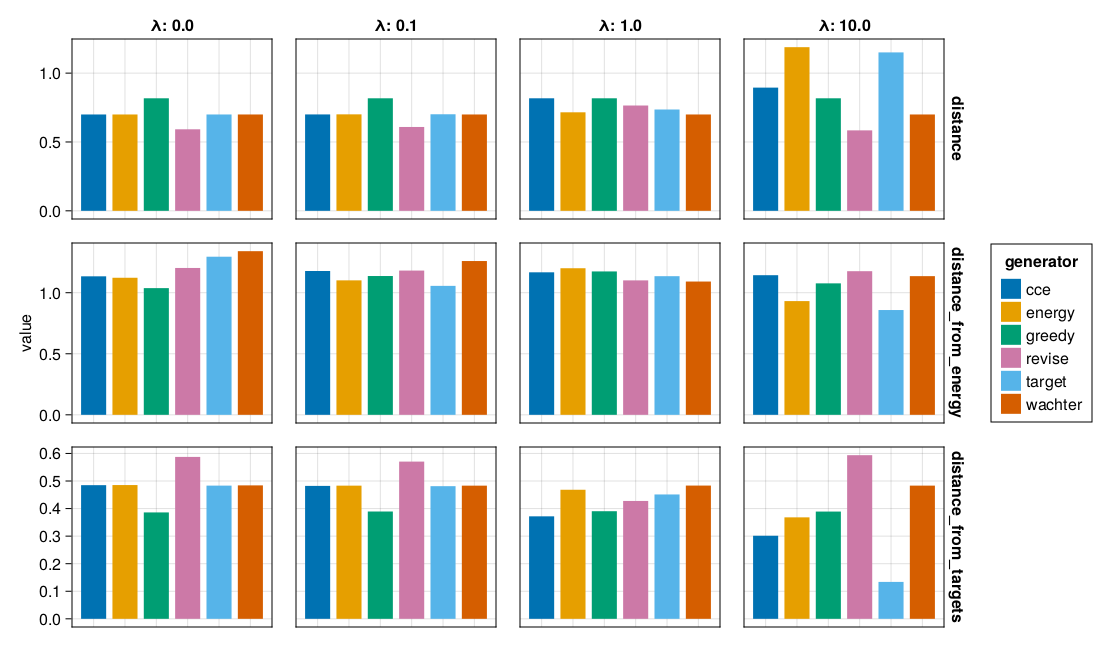 λ: 0.0
λ: 0.1
λ: 1.0
λ: 10.0
1.0
0.5
0.0
distance
value
1.0
0.5
0.0
distance_from_energy
0.6
0.5
0.4
0.3
0.2
0.1
0.0
distance_from_targets
generator
cce
energy
greedy
revise
target
wachter